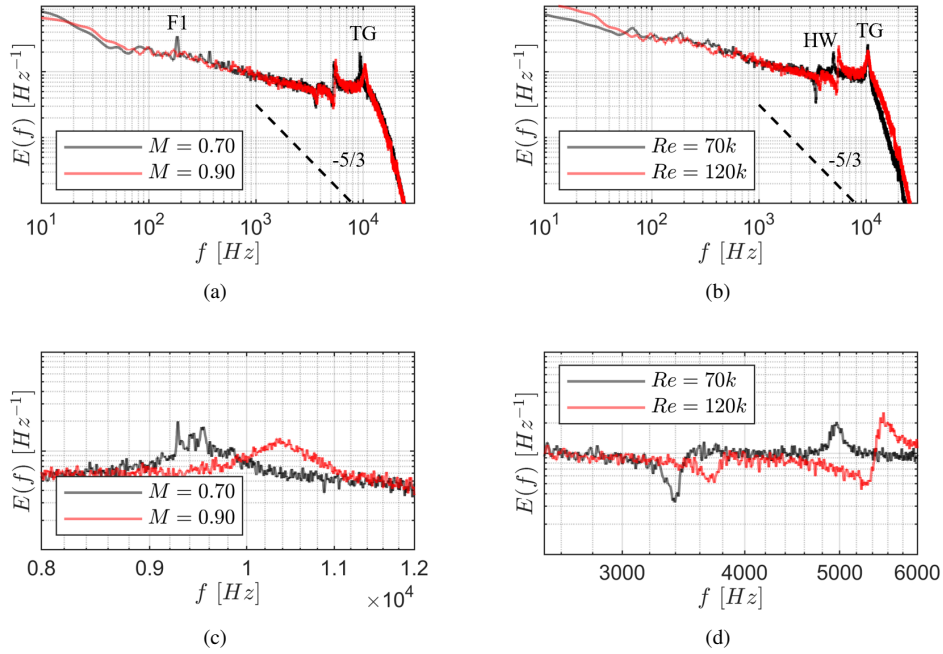 F1
TG
E(f) [Hz⁻¹]
M = 0.70
M = 0.90
-5/3
10¹ 10² 10³ 10⁴
f [Hz]
(a)
HW
TG
E(f) [Hz⁻¹]
Re = 70k
Re = 120k
-5/3
10¹ 10² 10³ 10⁴
f [Hz]
(b)
E(f) [Hz⁻¹]
M = 0.70
M = 0.90
0.8 0.9 1 1.1 1.2
f [Hz]
×10⁴
(c)
E(f) [Hz⁻¹]
Re = 70k
Re = 120k
3000 4000 5000 6000
f [Hz]
(d)